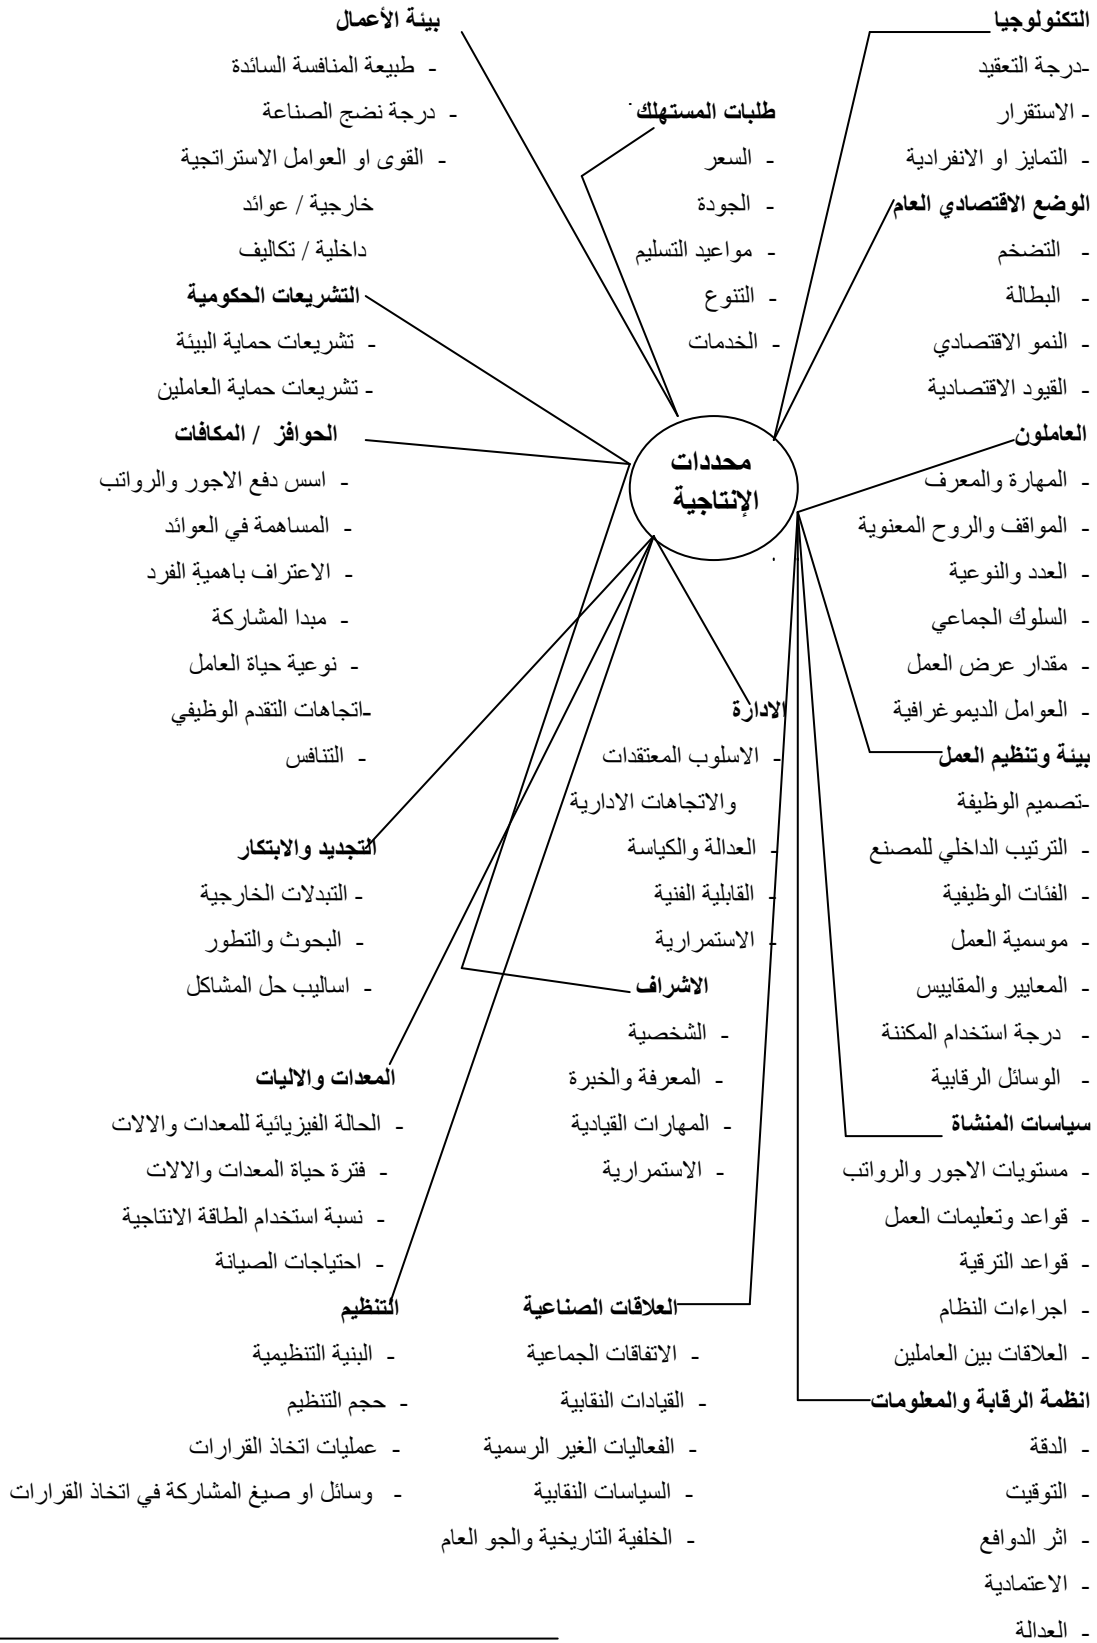 التكنولوجيا
-درجة التعقيد
- الاستقرار
- التمايز او الانفرادية
الوضع الاقتصادي العام
- التضخم
- البطالة
- النمو الاقتصادي
- القيود الاقتصادية
العاملون
- المهارة والمعرف
- المواقف والروح المعنوية
- العدد والنوعية
- السلوك الجماعي
- مقدار عرض العمل
- العوامل الديموغرافية
بيئة وتنظيم العمل
-تصميم الوظيفة
- الترتيب الداخلي للمصنع
- الفئات الوظيفية
- موسمية العمل
- المعايير والمقاييس
- درجة استخدام المكننة
- الوسائل الرقابية
سياسات المنشاة
- مستويات الاجور والرواتب
- قواعد وتعليمات العمل
- قواعد الترقية
- اجراءات النظام
- العلاقات بين العاملين
انظمة الرقابة والمعلومات
- الدقة
- التوقيت
- اثر الدوافع
- الاعتمادية
- العدالة
طلبات المستهلك
- السعر
- الجودة
- مواعيد التسليم
- التنوع
- الخدمات
محددات
الإنتاجية
الادارة
- الاسلوب المعتقدات
والاتجاهات الادارية
- العدالة والكياسة
- القابلية الفنية
- الاستمرارية
الاشراف
- الشخصية
- المعرفة والخبرة
- المهارات القيادية
- الاستمرارية
العلاقات الصناعية
- الاتفاقات الجماعية
- القيادات النقابية
- الفعاليات الغير الرسمية
- السياسات النقابية
- الخلفية التاريخية والجو العام
بيئة الأعمال
- طبيعة المنافسة السائدة
- درجة نضج الصناعة
- القوى او العوامل الاستراتجية
خارجية / عوائد
داخلية / تكاليف
التشريعات الحكومية
- تشريعات حماية البيئة
- تشريعات حماية العاملين
الحوافز / المكافات
- اسس دفع الاجور والرواتب
- المساهمة في العوائد
- الاعتراف باهمية الفرد
- مبدا المشاركة
- نوعية حياة العامل
-اتجاهات التقدم الوظيفي
- التنافس
التجديد والابتكار
- التبدلات الخارجية
- البحوث والتطور
- اساليب حل المشاكل
المعدات والاليات
- الحالة الفيزيائية للمعدات والالات
- فترة حياة المعدات والالات
- نسبة استخدام الطاقة الانتاجية
- احتياجات الصيانة
التنظيم
- البنية التنظيمية
- حجم التنظيم
- عمليات اتخاذ القرارات
- وسائل او صيغ المشاركة في اتخاذ القرارات